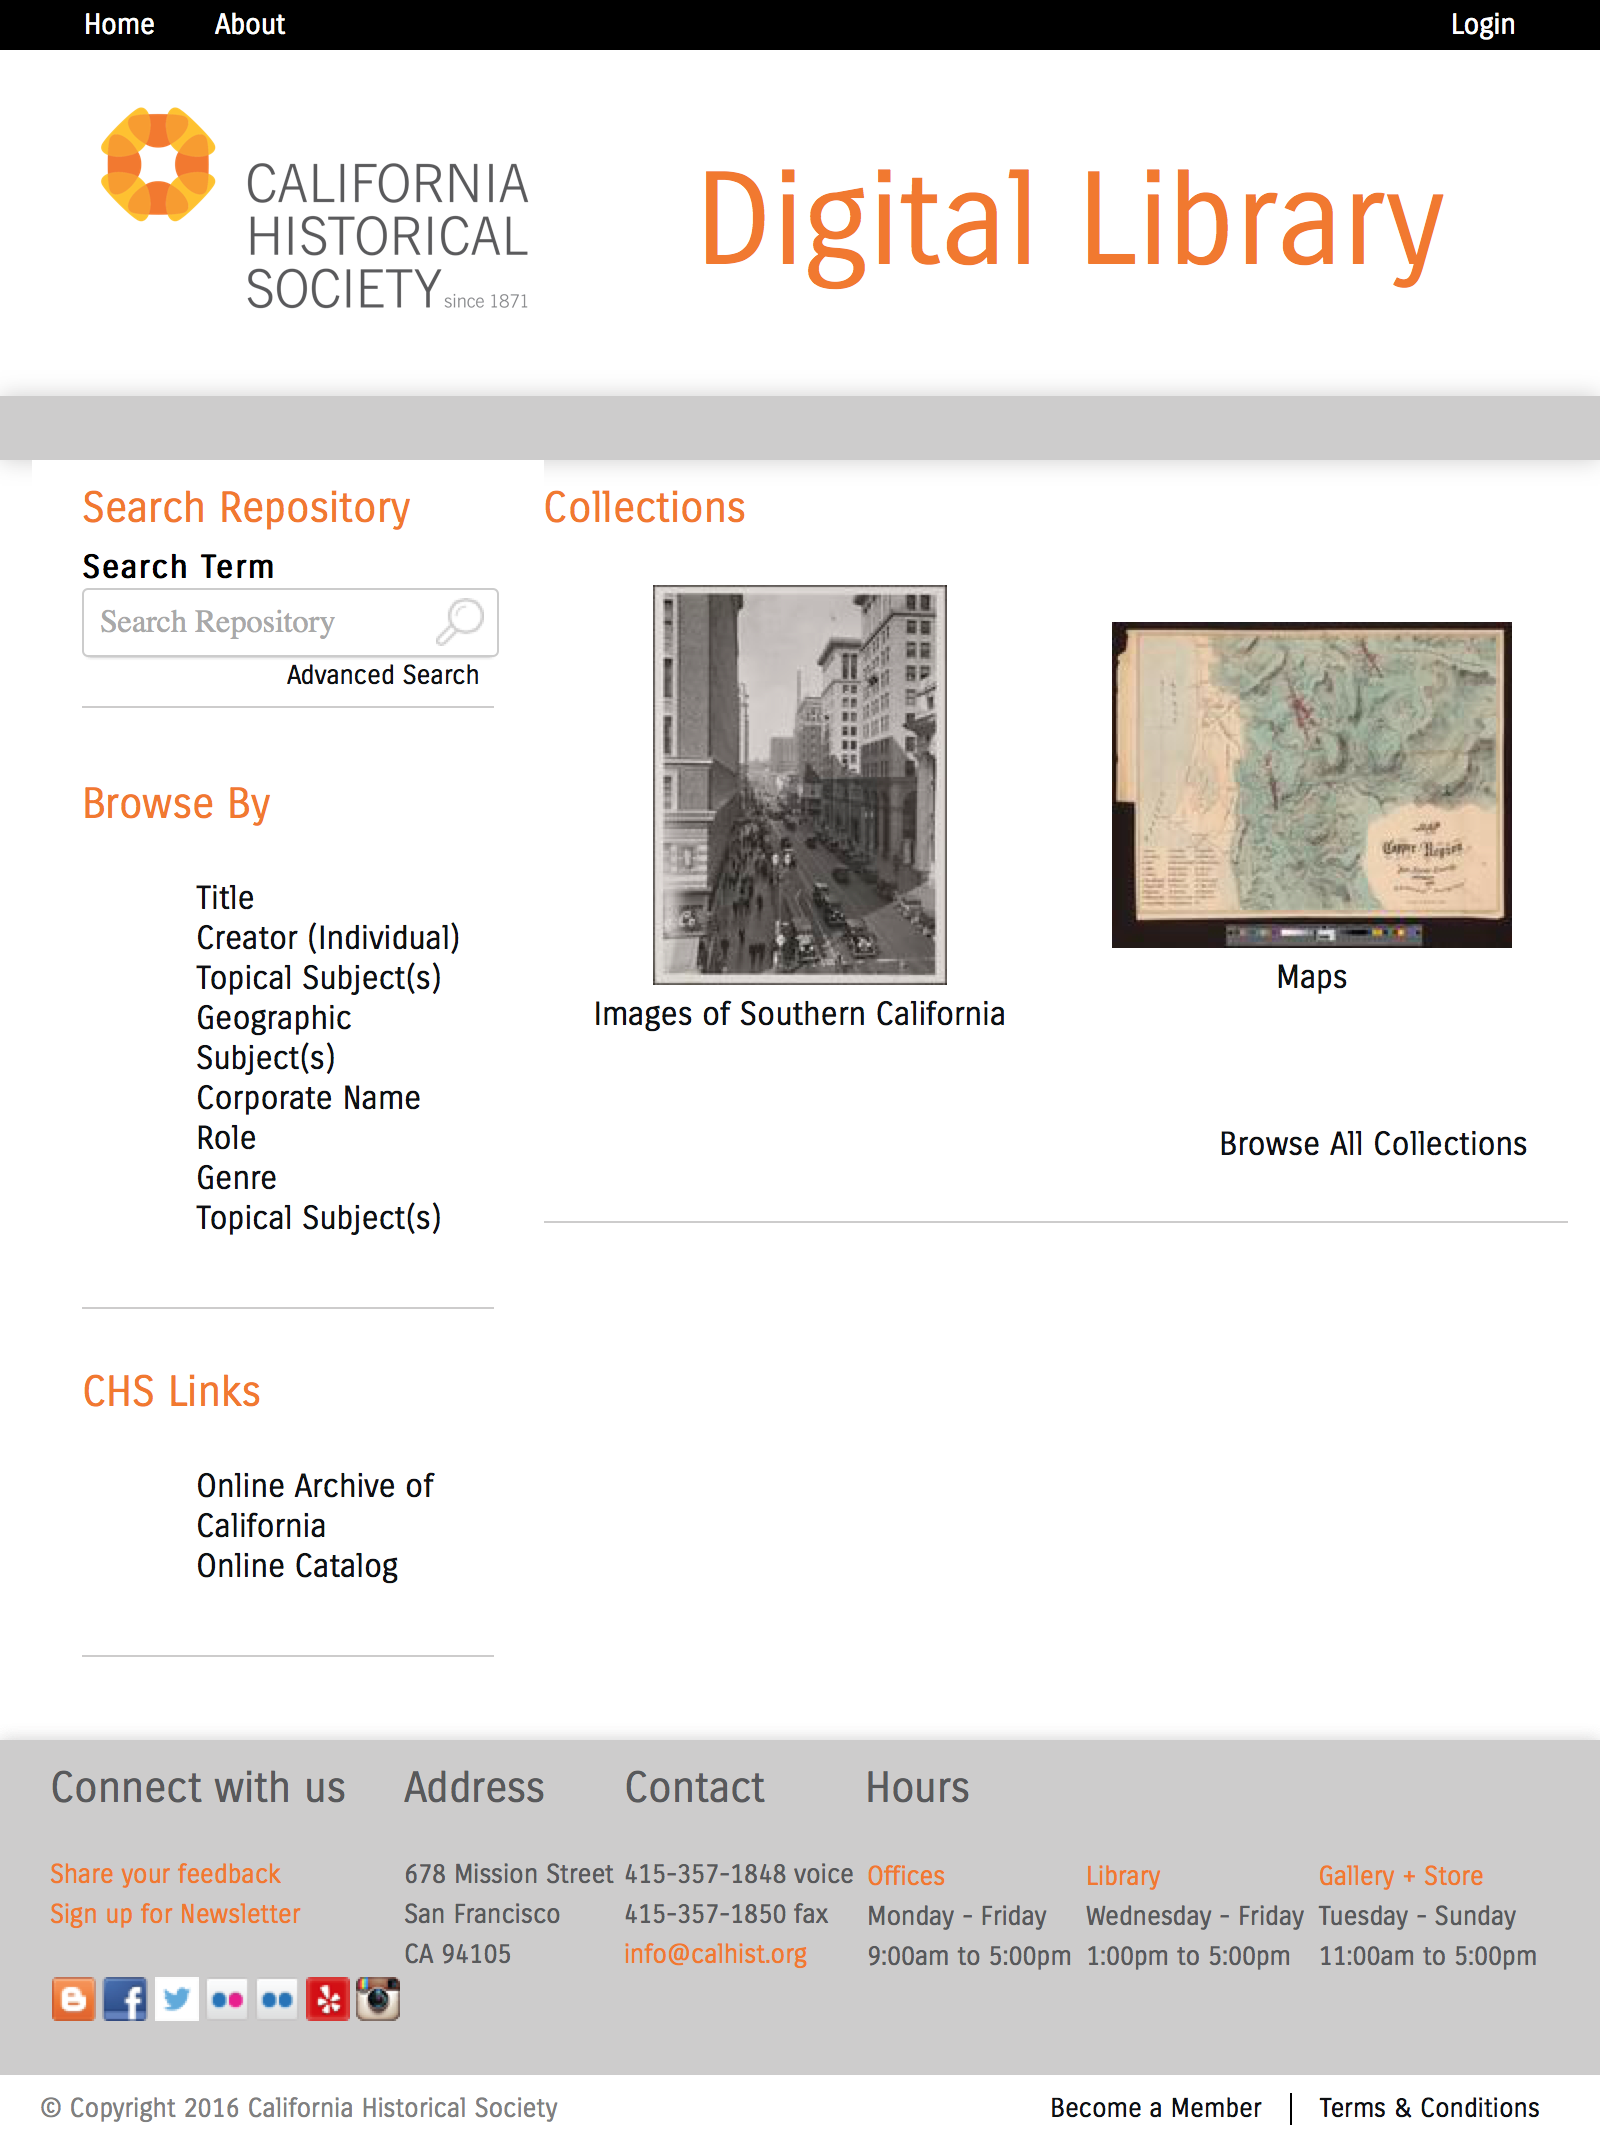 Home About Login
CALIFORNIA
HISTORICAL
SOCIETY since 1871
Digital Library
Search Repository
Search Term
Search Repository
Advanced Search
Browse By
Title
Creator (Individual)
Topical Subject(s)
Geographic
Subject(s)
Corporate Name
Role
Genre
Topical Subject(s)
CHS Links
Online Archive of
California
Online Catalog
Collections
Images of Southern California
MAP
Copper Region
Maps
Browse All Collections
Connect with us
Share your feedback
Sign up for Newsletter
Address
678 Mission Street
San Francisco
CA 94105
Contact
415-357-1848 voice
415-357-1850 fax
info@calhist.org
Hours
Offices
Monday - Friday
9:00am to 5:00pm
Library
Wednesday - Friday
1:00pm to 5:00pm
Gallery + Store
Tuesday - Sunday
11:00am to 5:00pm
© Copyright 2016 California Historical Society
Become a Member | Terms & Conditions